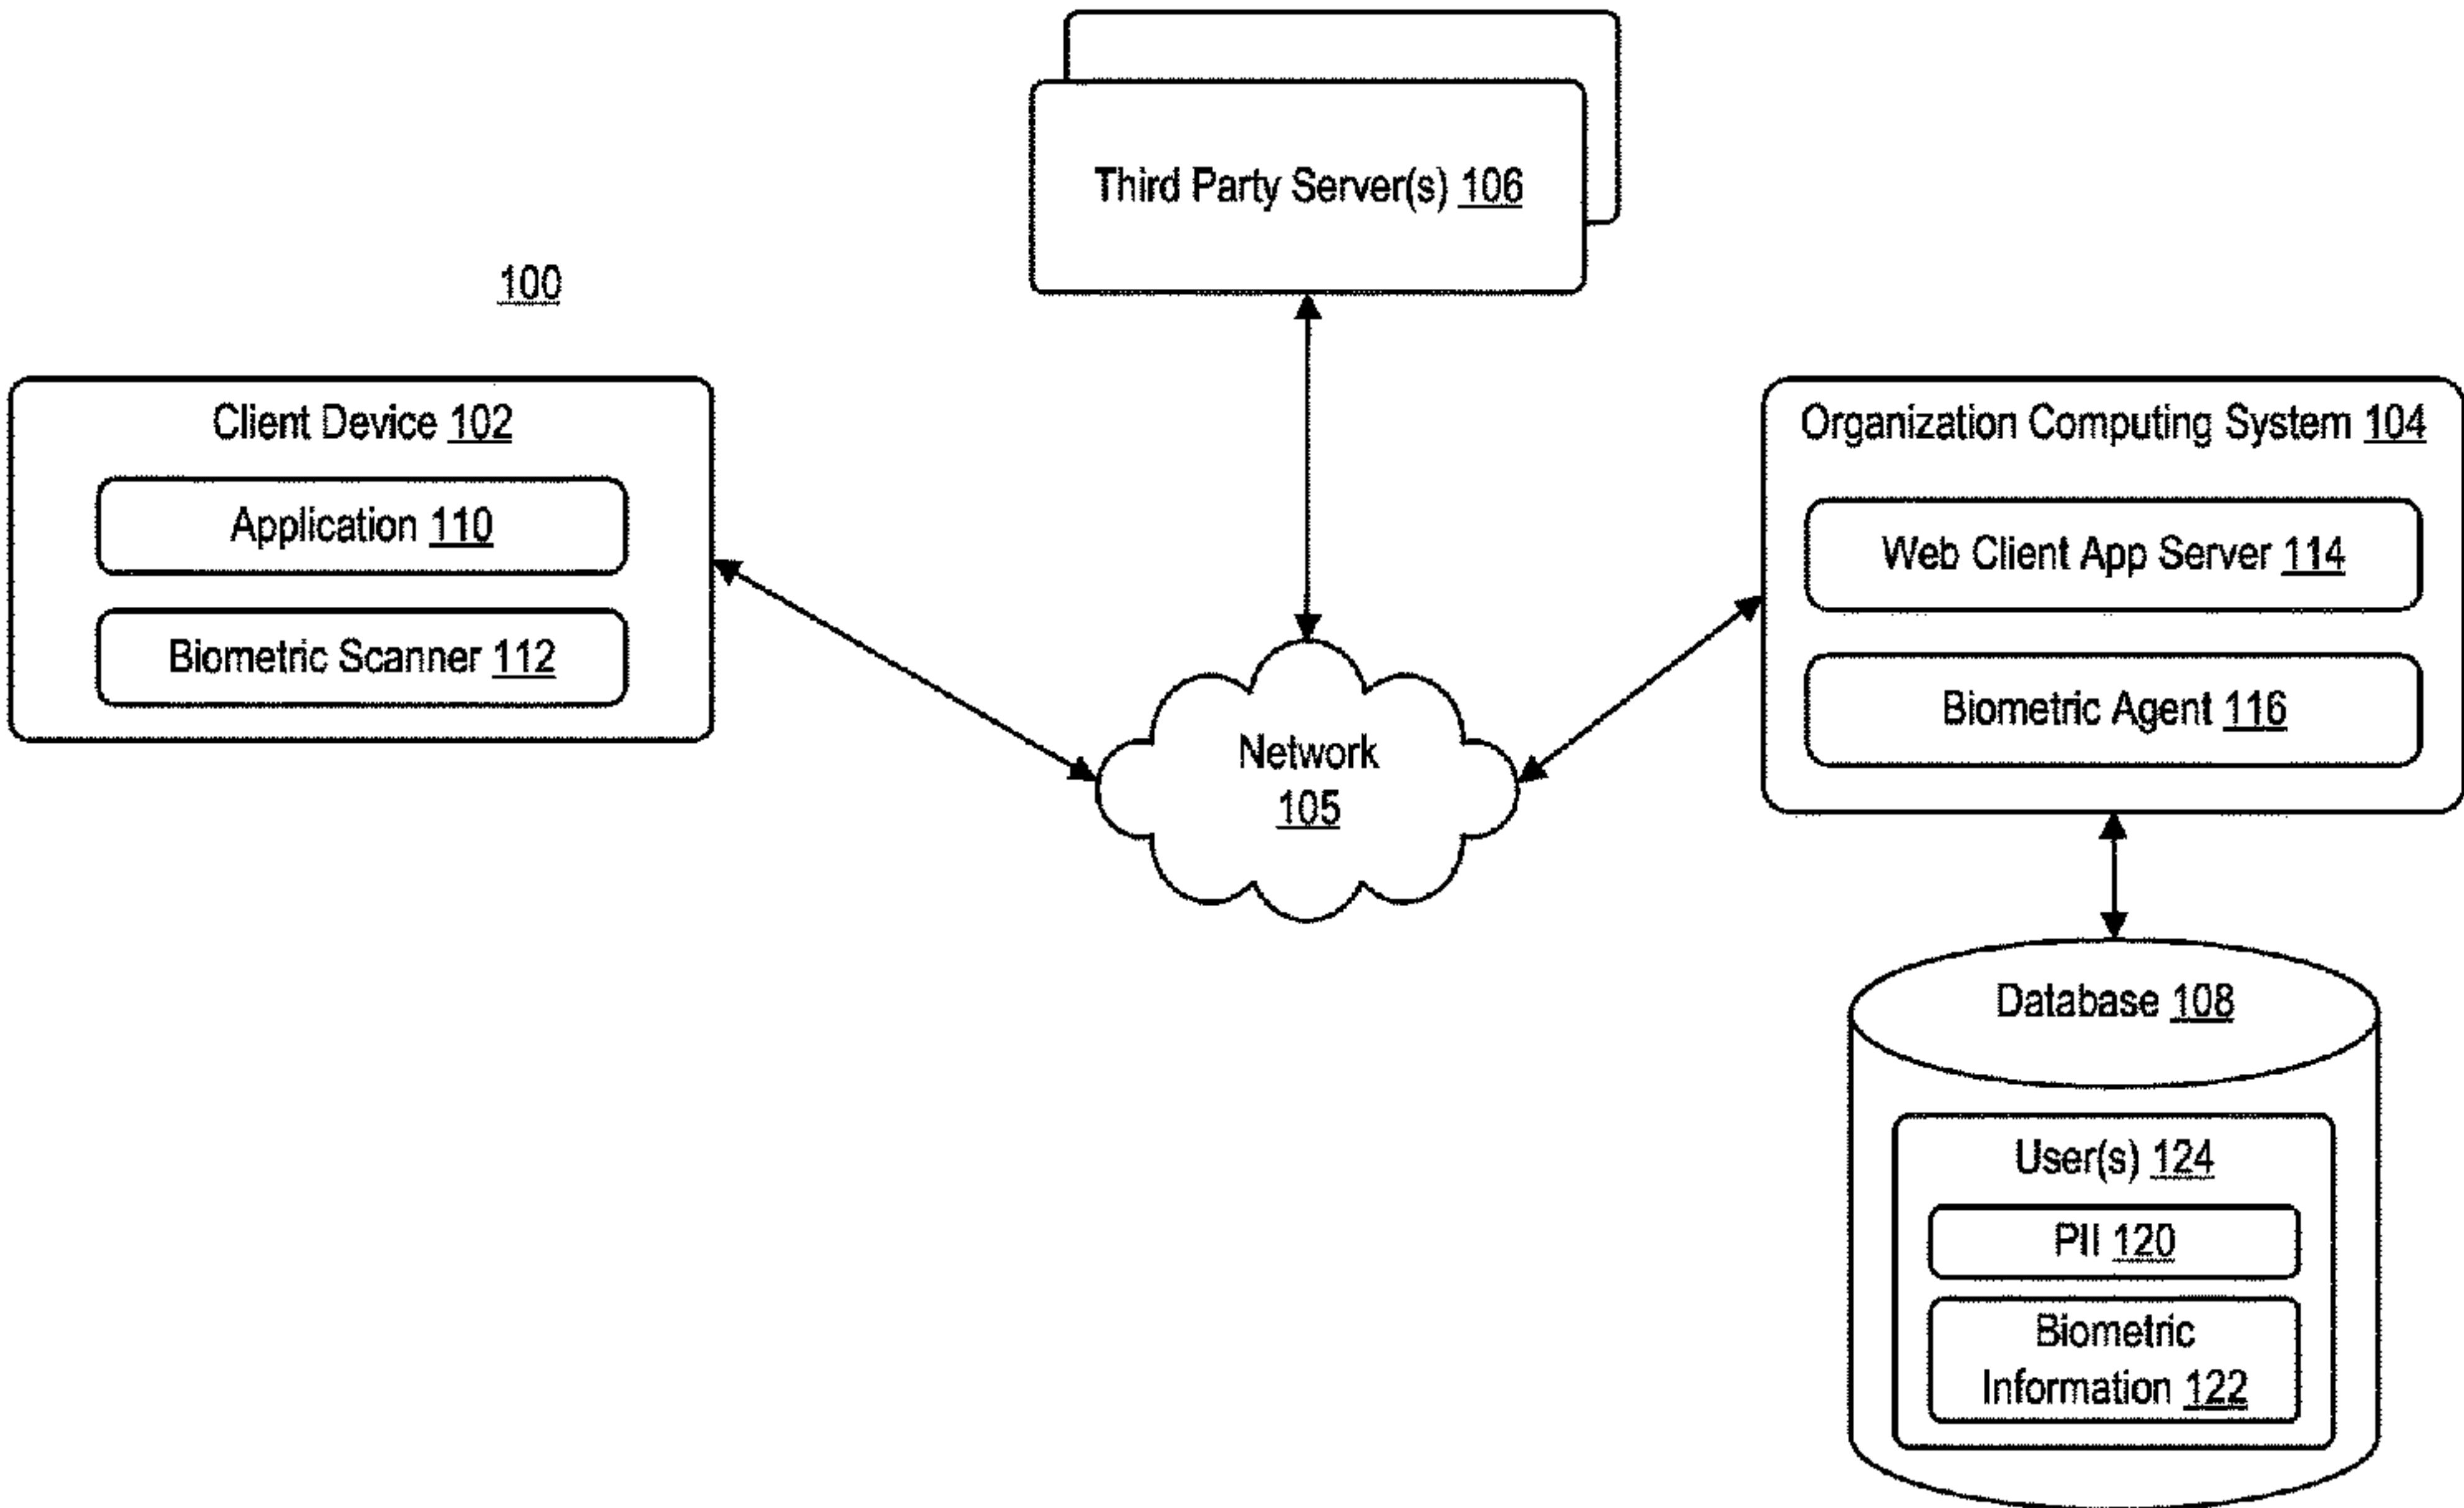 Third Party Server(s) 106
100
Client Device 102
Application 110
Biometric Scanner 112
Organization Computing System 104
Web Client App Server 114
Biometric Agent 116
Network
105
Database 108
User(s) 124
PII 120
Biometric
Information 122